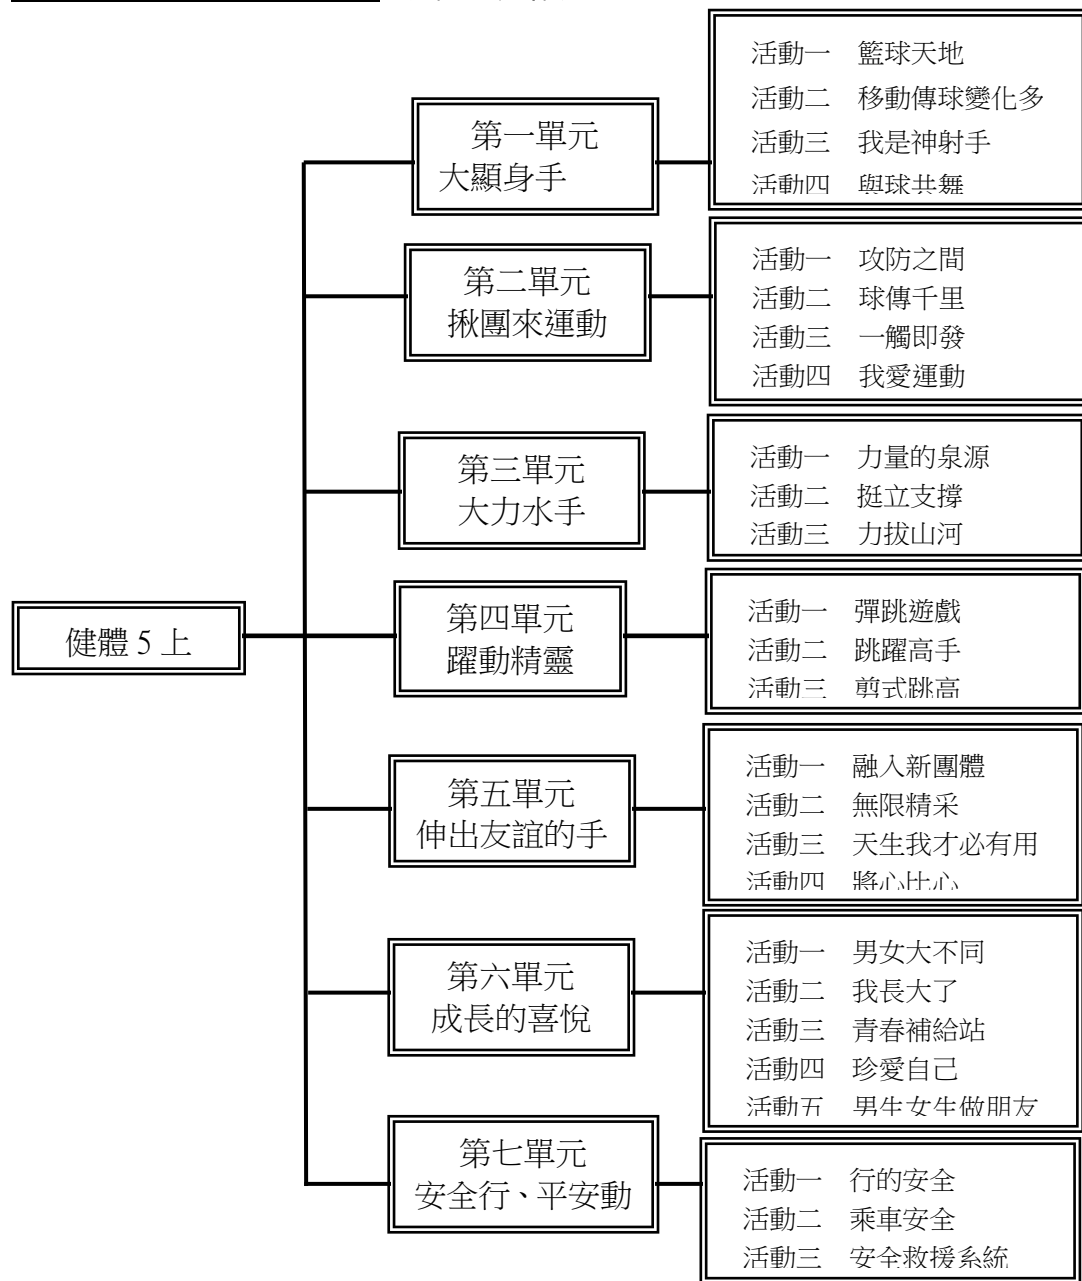 健體5上
第一單元
大顯身手
活動一 籃球天地
活動二 移動傳球變化多
活動三 我是神射手
活動四 與球共舞
第二單元
揪團來運動
活動一 攻防之間
活動二 球傳千里
活動三 一觸即發
活動四 我愛運動
第三單元
大力水手
活動一 力量的泉源
活動二 挺立支撐
活動三 力拔山河
第四單元
躍動精靈
活動一 彈跳遊戲
活動二 跳躍高手
活動三 剪式跳高
第五單元
伸出友誼的手
活動一 融入新團體
活動二 無限精采
活動三 天生我才必有用
活動四 將心比心
第六單元
成長的喜悅
活動一 男女大不同
活動二 我長大了
活動三 青春補給站
活動四 珍愛自己
活動五 男生女生做朋友
第七單元
安全行、平安動
活動一 行的安全
活動二 乘車安全
活動三 安全救援系統